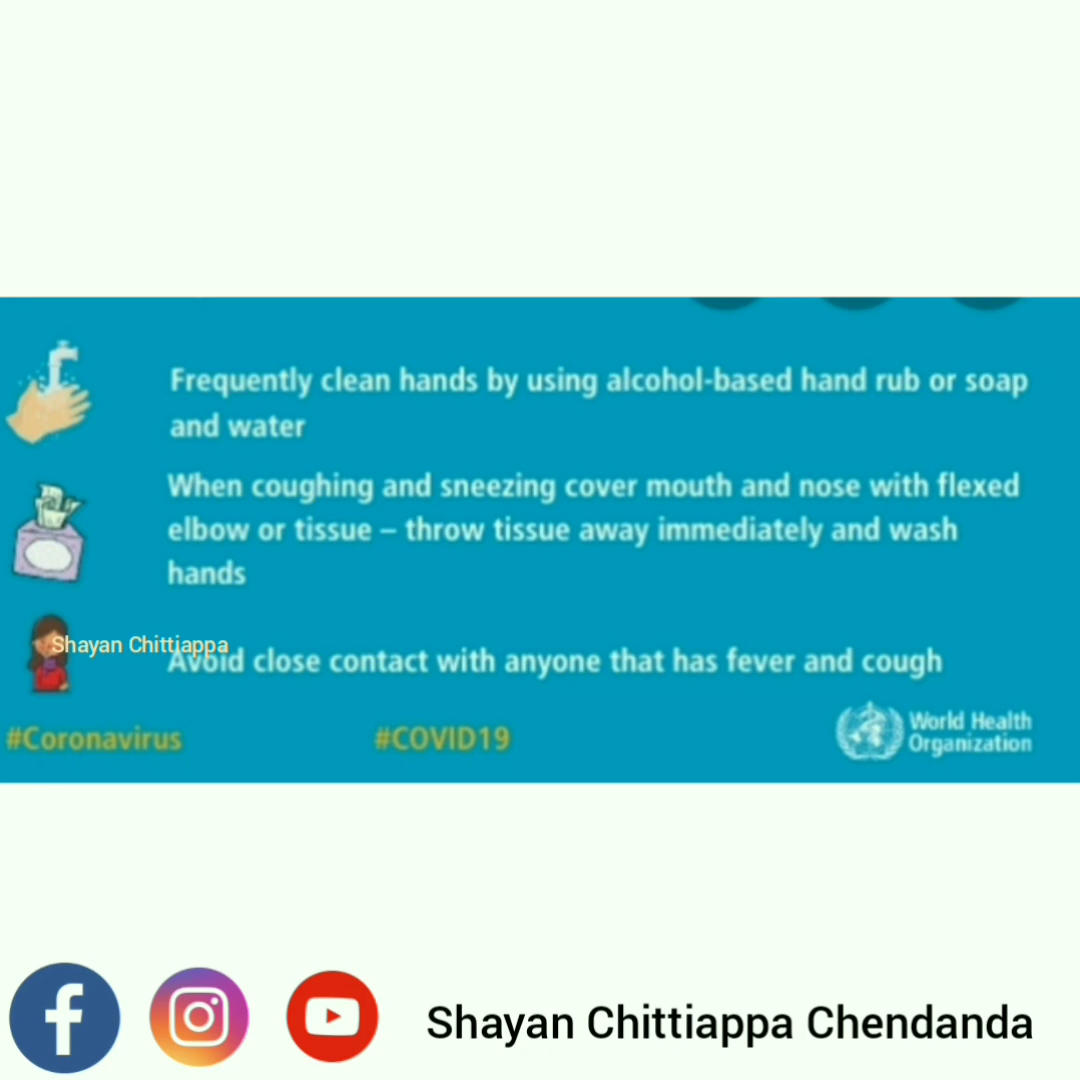 Frequently clean hands by using alcohol-based hand rub or soap
and water
When coughing and sneezing cover mouth and nose with flexed
elbow or tissue – throw tissue away immediately and wash
hands
Shayan Chittiappa
Avoid close contact with anyone that has fever and cough
#Coronavirus #COVID19
World Health
Organization
Shayan Chittiappa Chendanda